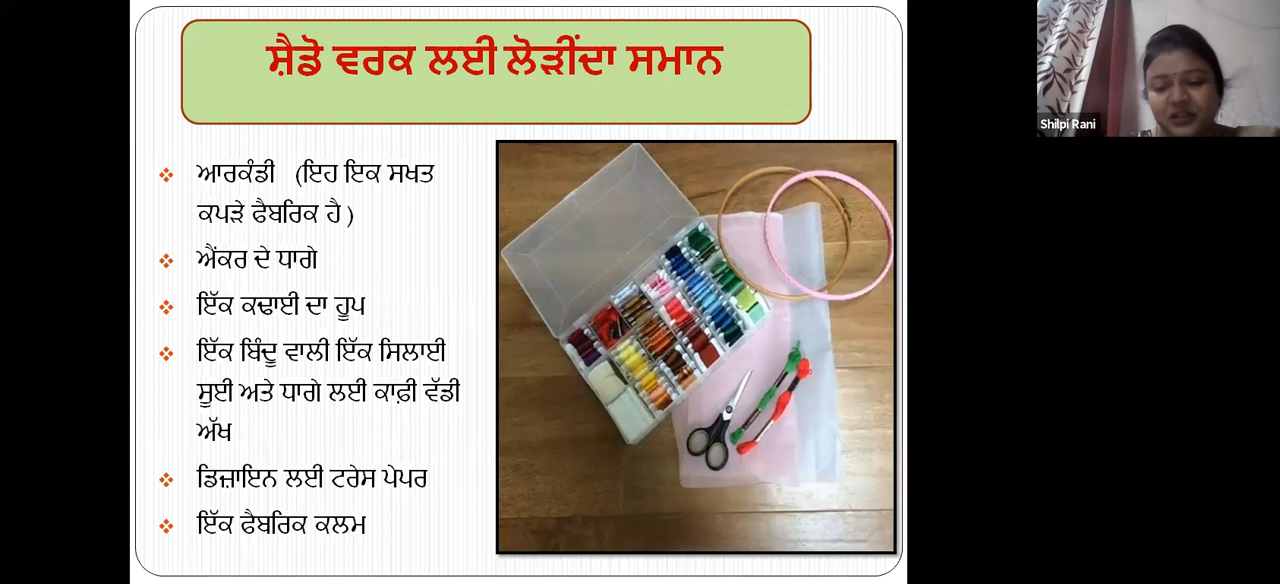 ਸ਼ੈਡੋ ਵਰਕ ਲਈ ਲੋੜੀਂਦਾ ਸਮਾਨ
ਆਰਕੰਡੀ (ਇਹ ਇਕ ਸਖਤ
ਕਪੜੇ ਫੈਬਰਿਕ ਹੈ )
ਐਂਕਰ ਦੇ ਧਾਗੇ
ਇੱਕ ਕਢਾਈ ਦਾ ਹੂਪ
ਇੱਕ ਬਿੰਦੂ ਵਾਲੀ ਇੱਕ ਸਿਲਾਈ
ਸੂਈ ਅਤੇ ਧਾਗੇ ਲਈ ਕਾਫ਼ੀ ਵੱਡੀ
ਅੱਖ
ਡਿਜ਼ਾਇਨ ਲਈ ਟਰੇਸ ਪੇਪਰ
ਇੱਕ ਫੈਬਰਿਕ ਕਲਮ
Shilpi Rani